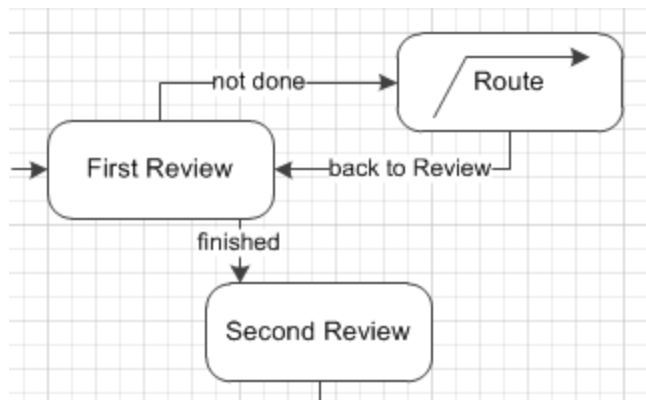 not done
Route
First Review
back to Review
finished
Second Review